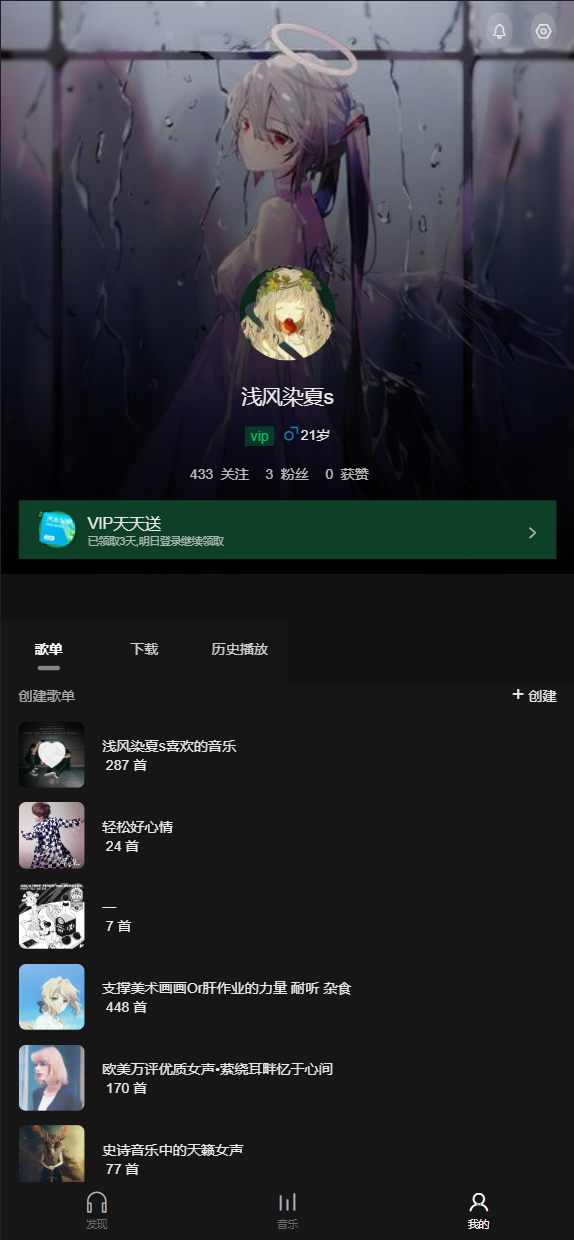 浅风染夏s
vip 21岁
433 关注 3 粉丝 0 获赞
VIP天天送
已领取3天,明日登录继续领取
歌单 下载 历史播放
创建歌单 + 创建
浅风染夏s喜欢的音乐
287 首
轻松好心情
24 首
—
7 首
支撑美术画画Or肝作业的力量 耐听 杂食
448 首
欧美万评优质女声•萦绕耳畔忆于心间
170 首
史诗音乐中的天籁女声
77 首
发现 音乐 我的